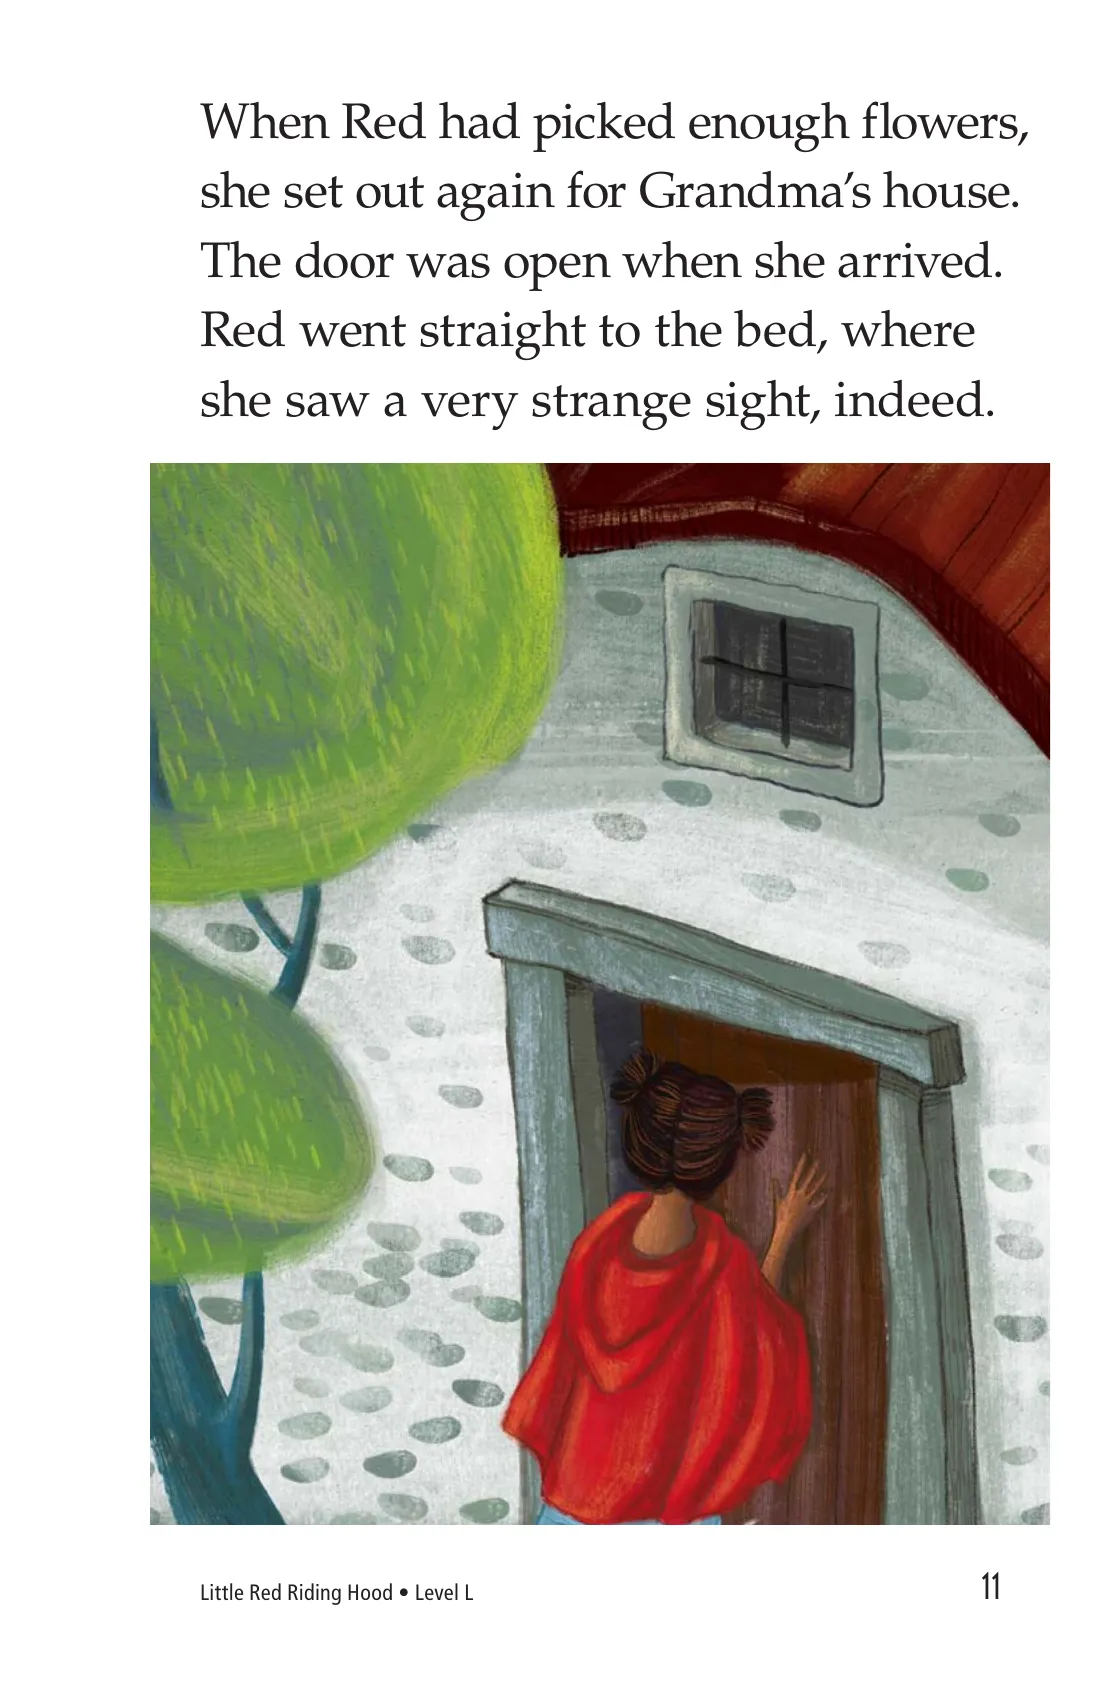 When Red had picked enough flowers,
she set out again for Grandma’s house.
The door was open when she arrived.
Red went straight to the bed, where
she saw a very strange sight, indeed.
Little Red Riding Hood • Level L
11